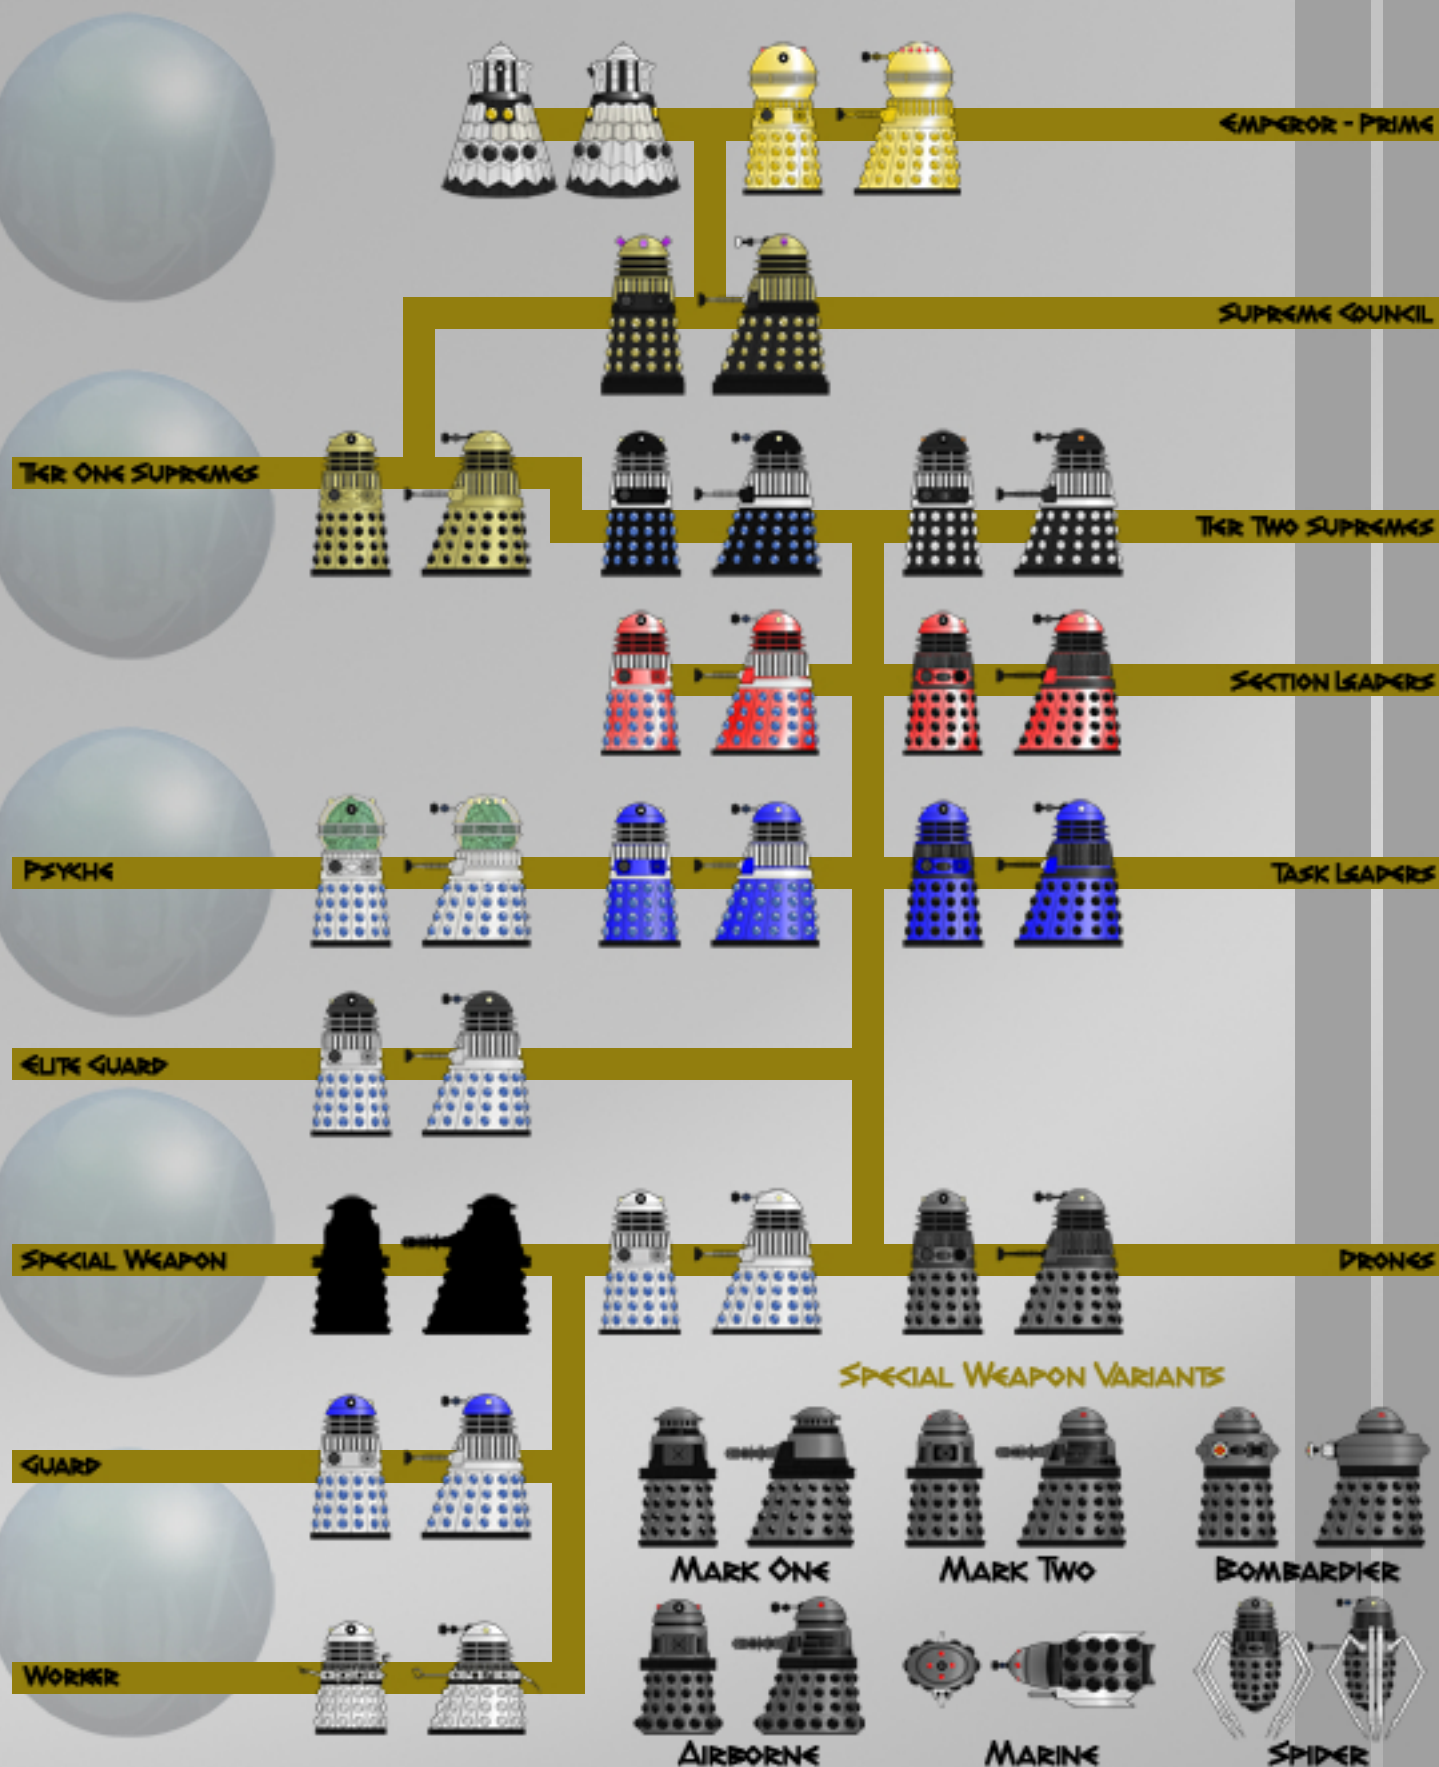 Emperor - Prime
Supreme Council
Tier One Supremes
Tier Two Supremes
Section Leaders
Psyche
Task Leaders
Elite Guard
Special Weapon
Drones
Special Weapon Variants
Guard
Mark One
Mark Two
Bombardier
Worker
Airborne
Marine
Spider